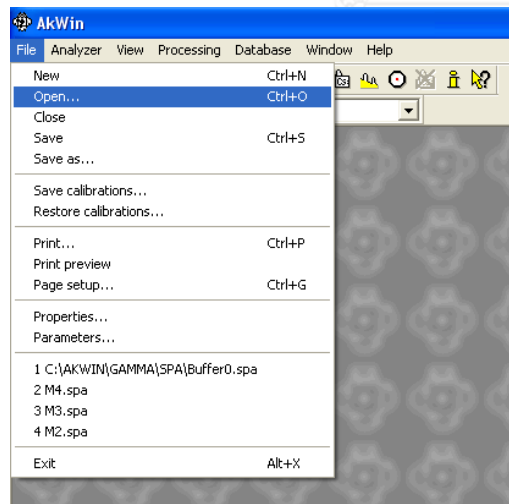 AkWin
File Analyzer View Processing Database Window Help
New Ctrl+N
Open... Ctrl+O
Close
Save Ctrl+S
Save as...
Save calibrations...
Restore calibrations...
Print... Ctrl+P
Print preview
Page setup... Ctrl+G
Properties...
Parameters...
1 C:\AKWIN\GAMMA\SPA\Buffer0.spa
2 M4.spa
3 M3.spa
4 M2.spa
Exit Alt+X